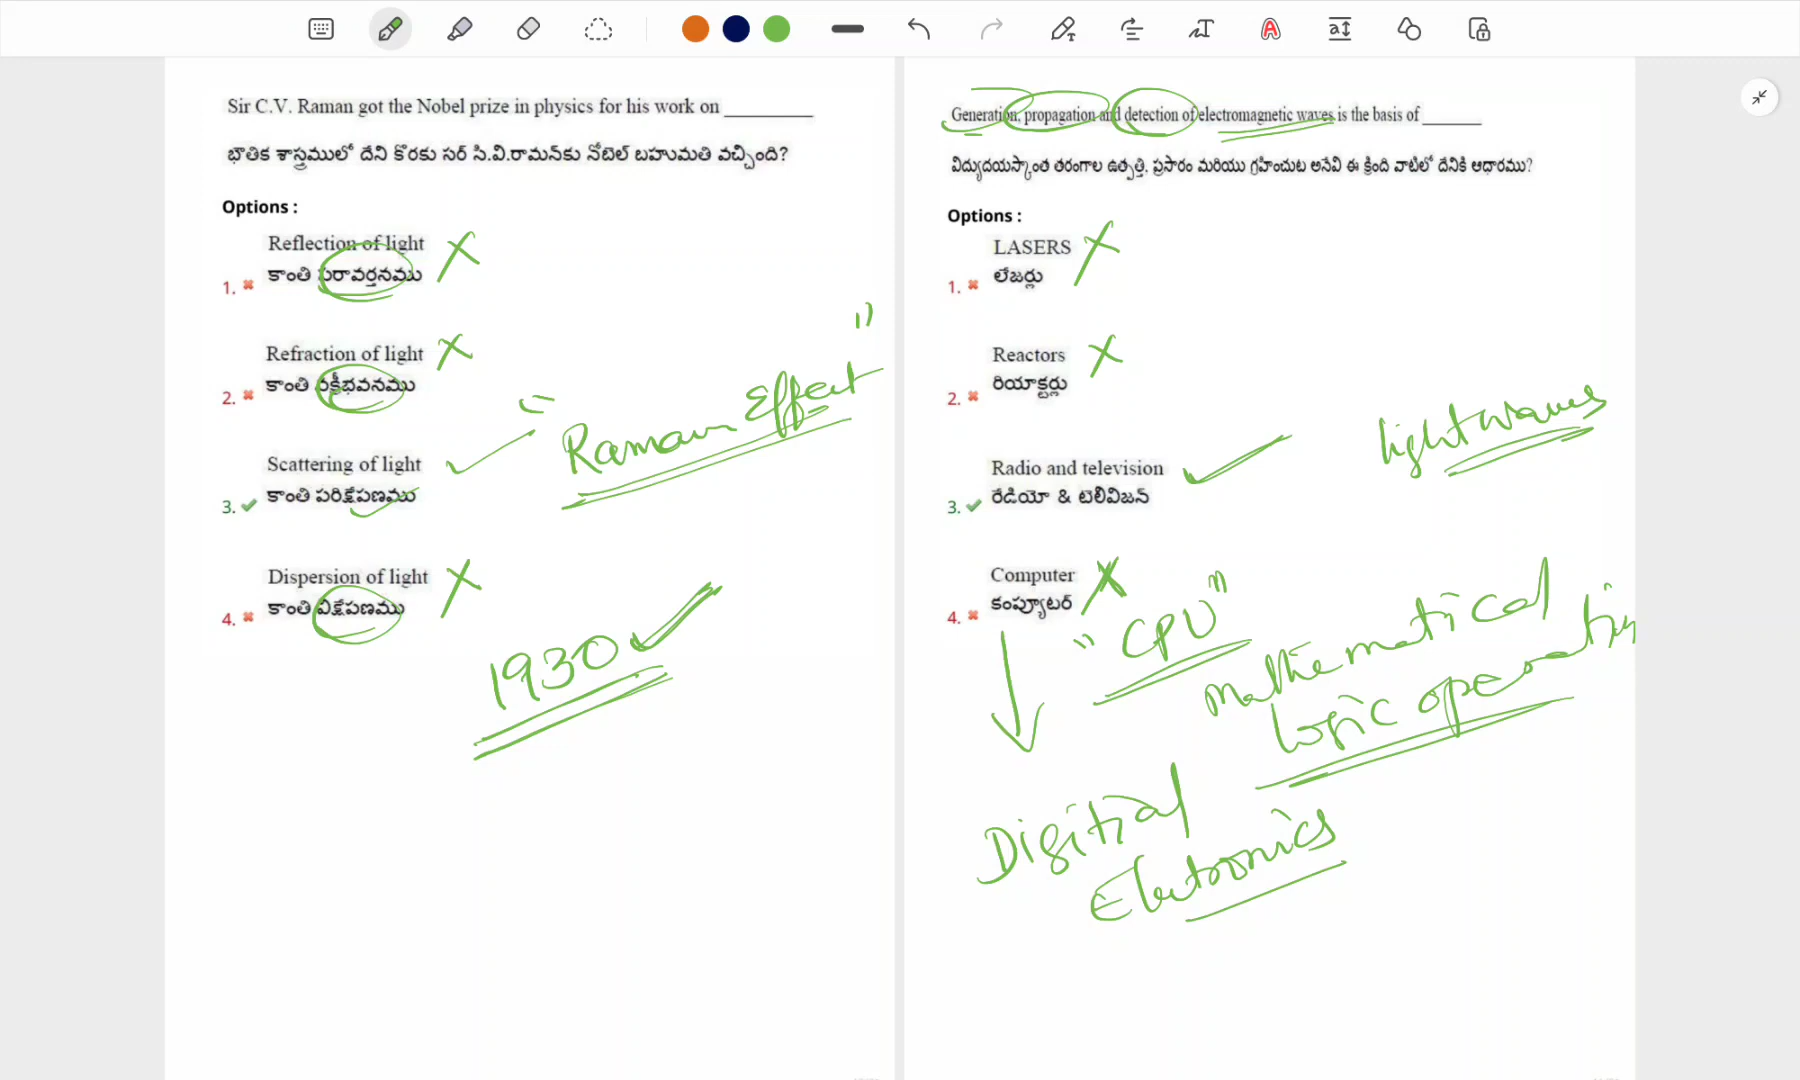 Sir C.V. Raman got the Nobel prize in physics for his work on _________
భౌతిక శాస్త్రములో దేని కొరకు సర్ సి.వి.రామన్‌కు నోబెల్ బహుమతి వచ్చింది?
Options :
Reflection of light
కాంతి పరావర్తనము
1.
Refraction of light
కాంతి వక్రీభవనము
2.
"Raman Effect"
Scattering of light
కాంతి పరిక్షేపణము
3.
Dispersion of light
కాంతి విక్షేపణము
4.
1930
Generation, propagation and detection of electromagnetic waves is the basis of ______
విద్యుదయస్కాంత తరంగాల ఉత్పత్తి, ప్రసారం మరియు గ్రహించుట అనేవి ఈ క్రింది వాటిలో దేనికి ఆధారము?
Options :
LASERS
లేజర్లు
1.
Reactors
రియాక్టర్లు
2.
light waves
Radio and television
రేడియో & టెలీవిజన్
3.
Computer
కంప్యూటర్
4.
"CPU"
mathematical
logic operation
Digitial
Electronics